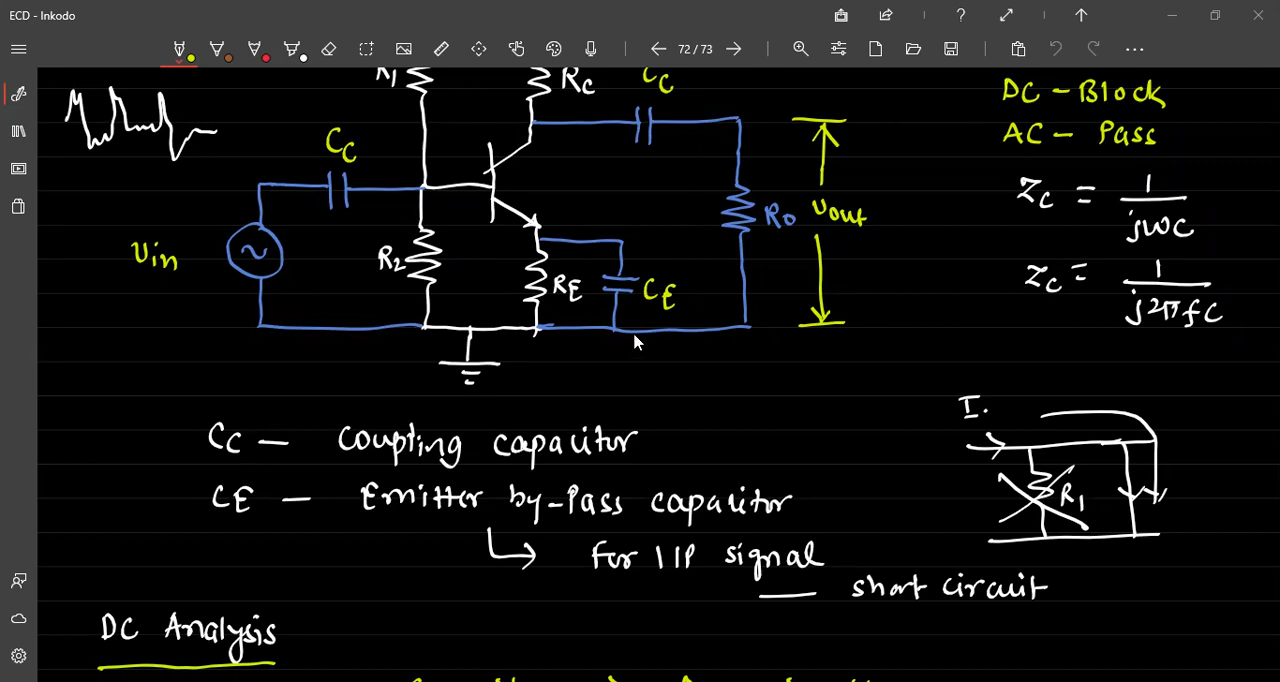 ECD - Inkodo
72 / 73
R1
RC
CC
DC - Block
AC - Pass
CC
ZC = 1/jωC
Vin
R2
RE
CE
RO
Vout
ZC = 1/j2πfC
I.
CC — Coupting capacitor
CE — Emitter by-Pass capacitor
R1
For I/P signal
short circuit
DC Analysis